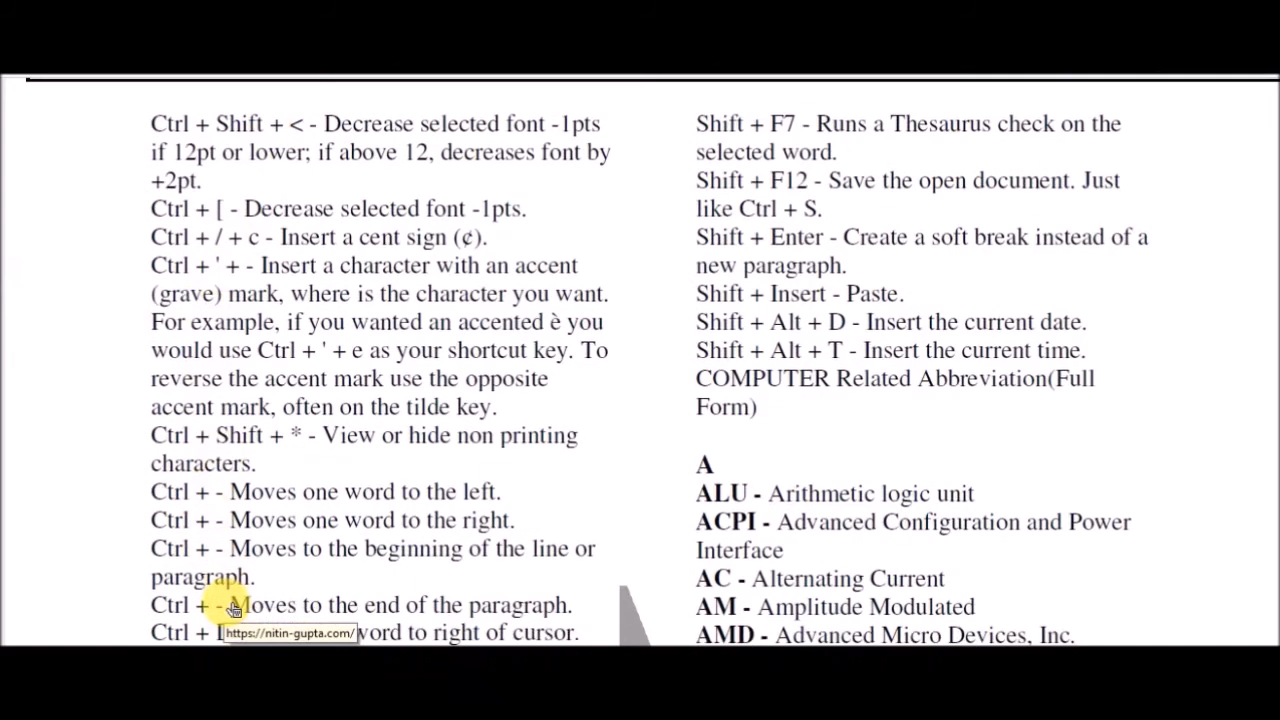 Ctrl + Shift + < - Decrease selected font -1pts
if 12pt or lower; if above 12, decreases font by
+2pt.
Ctrl + [ - Decrease selected font -1pts.
Ctrl + / + c - Insert a cent sign (¢).
Ctrl + ' + - Insert a character with an accent
(grave) mark, where is the character you want.
For example, if you wanted an accented è you
would use Ctrl + ' + e as your shortcut key. To
reverse the accent mark use the opposite
accent mark, often on the tilde key.
Ctrl + Shift + * - View or hide non printing
characters.
Ctrl + - Moves one word to the left.
Ctrl + - Moves one word to the right.
Ctrl + - Moves to the beginning of the line or
paragraph.
Ctrl + - Moves to the end of the paragraph.
Ctrl + word to right of cursor.
https://nitin-gupta.com/
Shift + F7 - Runs a Thesaurus check on the
selected word.
Shift + F12 - Save the open document. Just
like Ctrl + S.
Shift + Enter - Create a soft break instead of a
new paragraph.
Shift + Insert - Paste.
Shift + Alt + D - Insert the current date.
Shift + Alt + T - Insert the current time.
COMPUTER Related Abbreviation(Full
Form)
A
ALU - Arithmetic logic unit
ACPI - Advanced Configuration and Power
Interface
AC - Alternating Current
AM - Amplitude Modulated
AMD - Advanced Micro Devices, Inc.